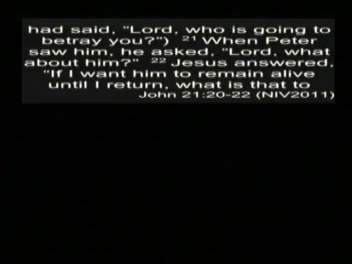 had said, "Lord, who is going to
betray you?") 21 When Peter
saw him, he asked, "Lord, what
about him?" 22 Jesus answered,
"If I want him to remain alive
until I return, what is that to
John 21:20-22 (NIV2011)